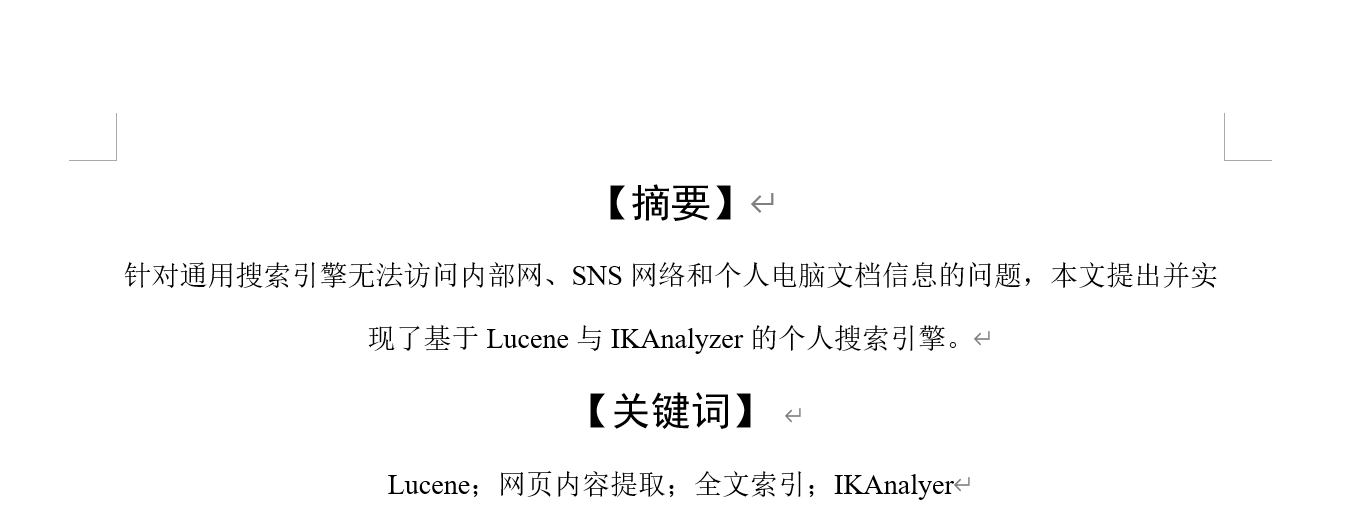 【摘要】
针对通用搜索引擎无法访问内部网、SNS 网络和个人电脑文档信息的问题，本文提出并实
现了基于 Lucene 与 IKAnalyzer 的个人搜索引擎。
【关键词】
Lucene；网页内容提取；全文索引；IKAnalyer